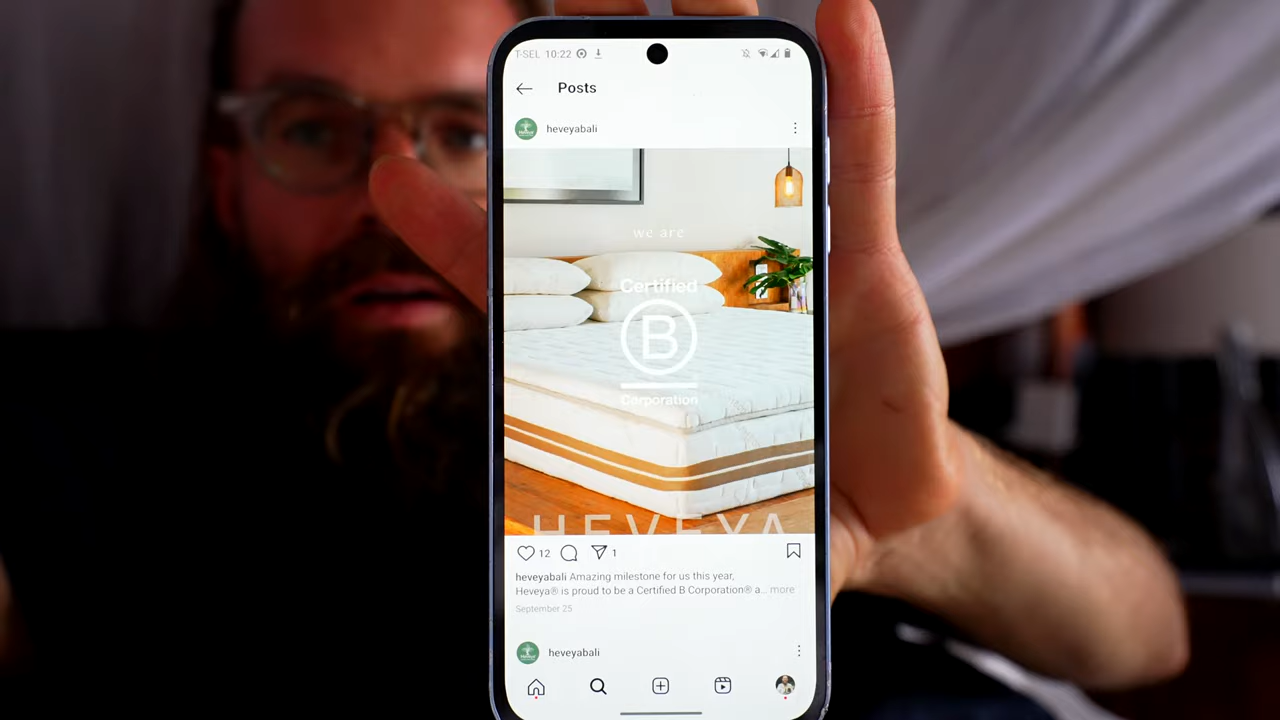 T-SEL 10:22
Posts
heveyabali
we are
Certified
B
Corporation
HEVEYA
12
1
heveyabali Amazing milestone for us this year,
Heveya® is proud to be a Certified B Corporation® a... more
September 25
heveyabali